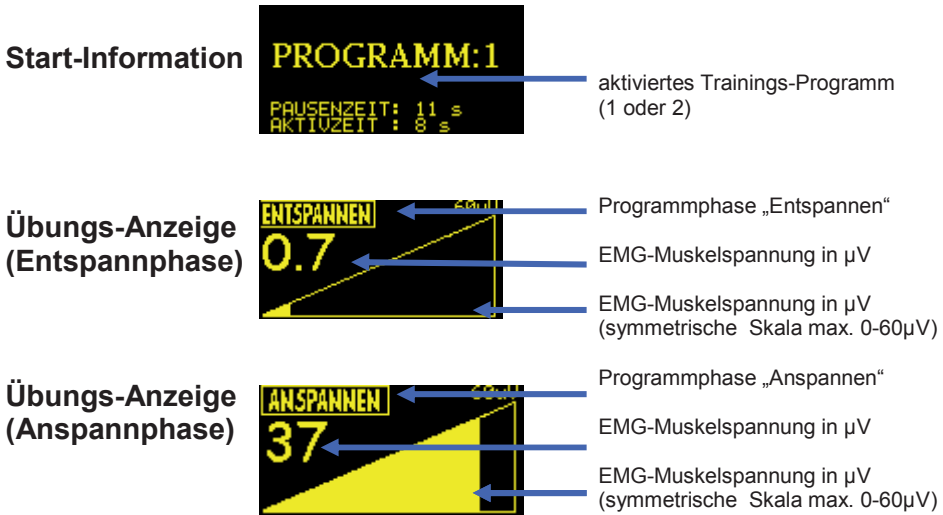 Start-Information
PROGRAMM:1
PAUSENZEIT: 11 s
AKTIVZEIT : 8 s
aktiviertes Trainings-Programm
(1 oder 2)
Übungs-Anzeige
(Entspannphase)
ENTSPANNEN
0.7
Programmphase „Entspannen“
EMG-Muskelspannung in µV
EMG-Muskelspannung in µV
(symmetrische Skala max. 0-60µV)
Übungs-Anzeige
(Anspannphase)
ANSPANNEN
37
Programmphase „Anspannen“
EMG-Muskelspannung in µV
EMG-Muskelspannung in µV
(symmetrische Skala max. 0-60µV)